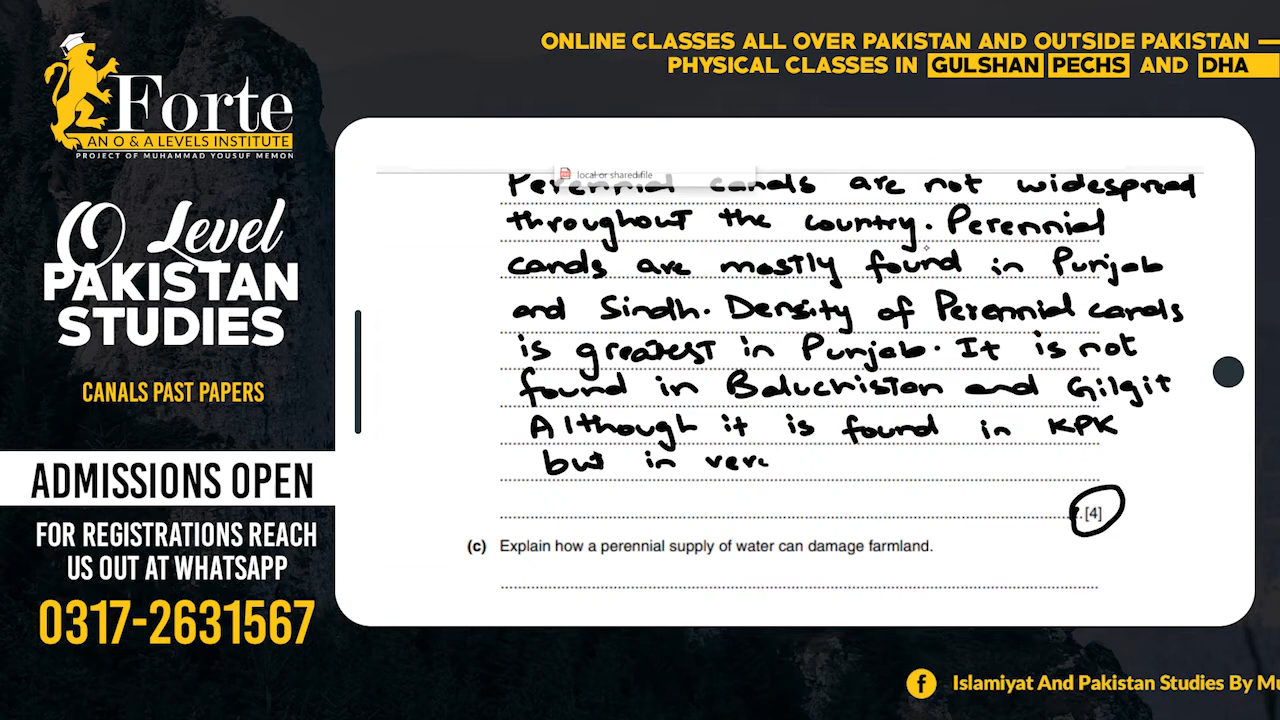 ONLINE CLASSES ALL OVER PAKISTAN AND OUTSIDE PAKISTAN —
PHYSICAL CLASSES IN GULSHAN PECHS AND DHA
Forte
AN O & A LEVELS INSTITUTE
PROJECT OF MUHAMMAD YOUSUF MEMON
O Level
PAKISTAN
STUDIES
CANALS PAST PAPERS
ADMISSIONS OPEN
FOR REGISTRATIONS REACH
US OUT AT WHATSAPP
0317-2631567
local or shared file
Perennial canals are not widespread
throughout the country. Perennial
canals are mostly found in Punjab
and Sindh. Density of Perennial canals
is greatest in Punjab. It is not
found in Baluchistan and Gilgit
Although it is found in KPK
but in
[4]
(c) Explain how a perennial supply of water can damage farmland.
Islamiyat And Pakistan Studies By